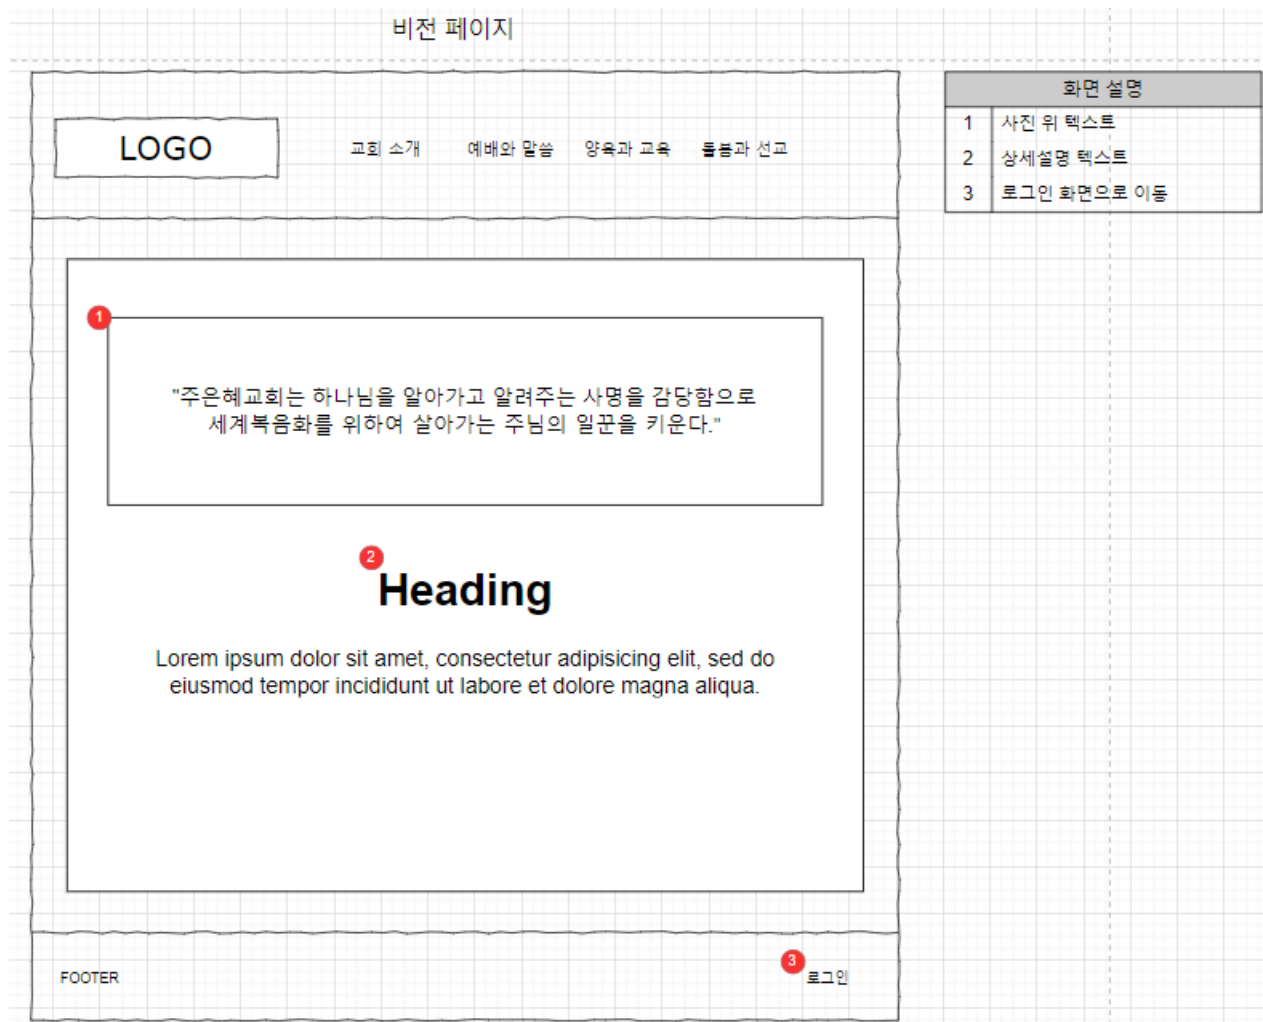 비전 페이지
LOGO
교회 소개 예배와 말씀 양육과 교육 돌봄과 선교
1
"주은혜교회는 하나님을 알아가고 알려주는 사명을 감당함으로
세계복음화를 위하여 살아가는 주님의 일꾼을 키운다."
2
Heading
Lorem ipsum dolor sit amet, consectetur adipisicing elit, sed do
eiusmod tempor incididunt ut labore et dolore magna aliqua.
FOOTER
3
로그인
화면 설명
1 사진 위 텍스트
2 상세설명 텍스트
3 로그인 화면으로 이동